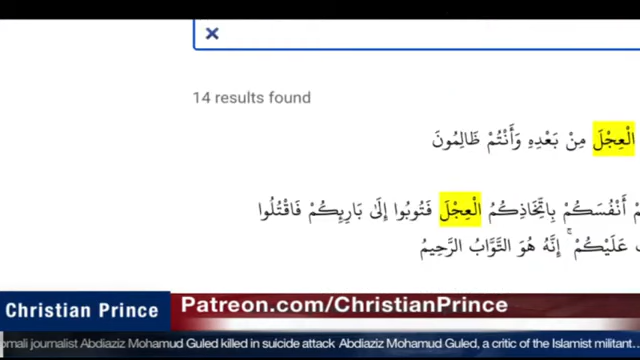 14 results found
الْعِجْلَ مِنْ بَعْدِهِ وَأَنْتُمْ ظَالِمُونَ
أَنْفُسَكُمْ بِاتِّخَاذِكُمُ الْعِجْلَ فَتُوبُوا إِلَىٰ بَارِئِكُمْ فَاقْتُلُوا
عَلَيْكُمْ ۚ إِنَّهُ هُوَ التَّوَّابُ الرَّحِيمُ
Christian Prince
Patreon.com/ChristianPrince
omali journalist Abdiaziz Mohamud Guled killed in suicide attack Abdiaziz Mohamud Guled, a critic of the Islamist militant...